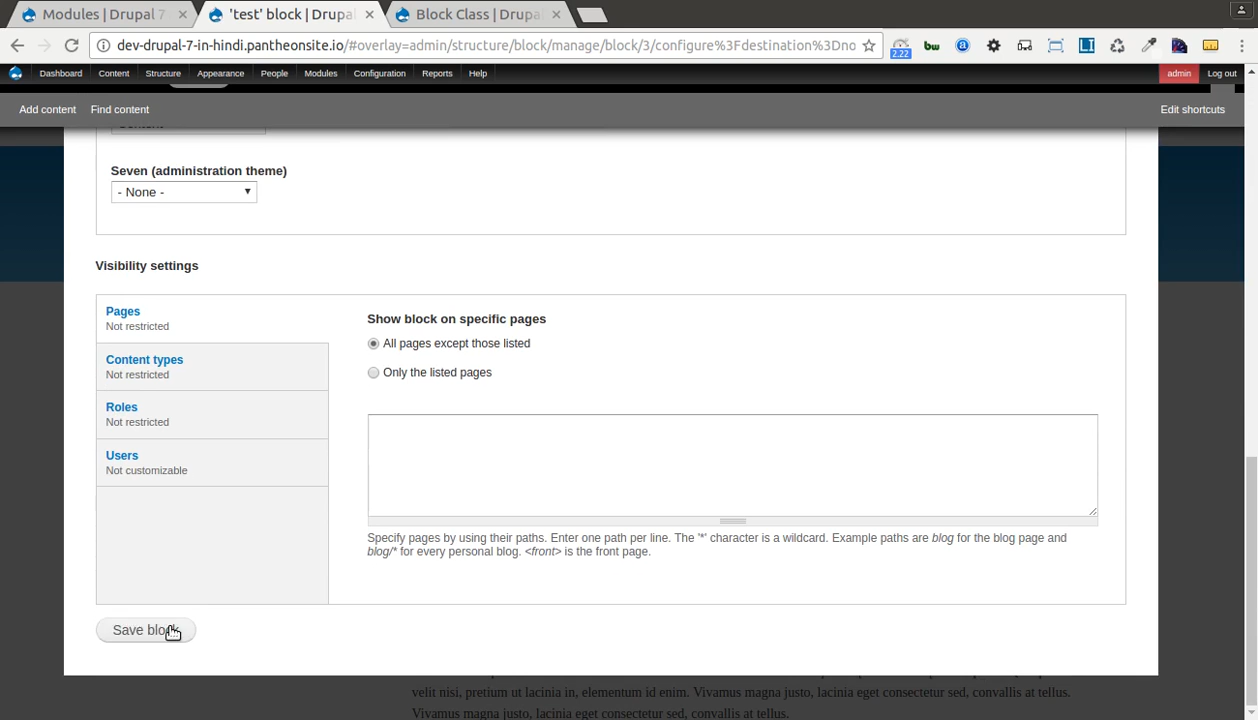 Modules | Drupal 7
'test' block | Drupal
Block Class | Drupal
dev-drupal-7-in-hindi.pantheonsite.io/#overlay=admin/structure/block/manage/block/3/configure%3Fdestination%3Dno
2.22
bw
Dashboard Content Structure Appearance People Modules Configuration Reports Help admin Log out
Add content Find content Edit shortcuts
Seven (administration theme)
- None -
Visibility settings
Pages
Not restricted
Content types
Not restricted
Roles
Not restricted
Users
Not customizable
Show block on specific pages
All pages except those listed
Only the listed pages
Specify pages by using their paths. Enter one path per line. The '*' character is a wildcard. Example paths are blog for the blog page and
blog/* for every personal blog. <front> is the front page.
Save block
velit nisi, pretium ut lacinia in, elementum id enim. Vivamus magna justo, lacinia eget consectetur sed, convallis at tellus.
Vivamus magna justo, lacinia eget consectetur sed, convallis at tellus.